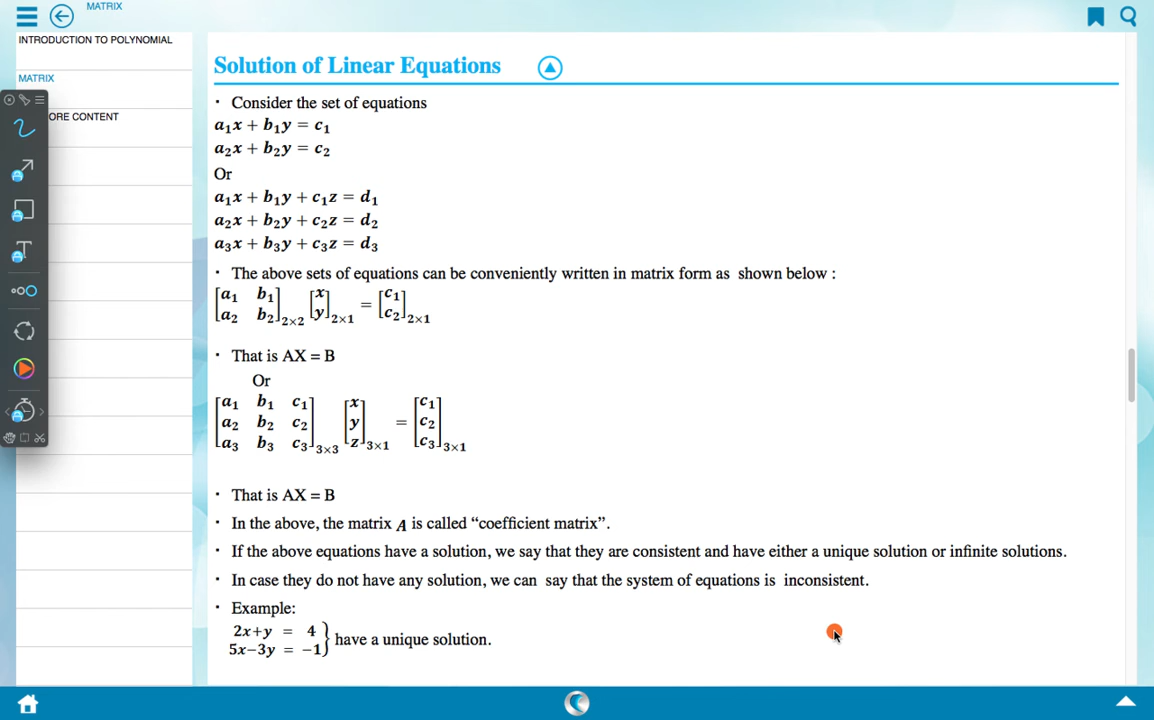 MATRIX
INTRODUCTION TO POLYNOMIAL
MATRIX
ORE CONTENT
Solution of Linear Equations
· Consider the set of equations
a₁x + b₁y = c₁
a₂x + b₂y = c₂
Or
a₁x + b₁y + c₁z = d₁
a₂x + b₂y + c₂z = d₂
a₃x + b₃y + c₃z = d₃
· The above sets of equations can be conveniently written in matrix form as shown below :
[a₁ b₁] [x] = [c₁]
[a₂ b₂]₂ₓ₂ [y]₂ₓ₁ [c₂]₂ₓ₁
· That is AX = B
Or
[a₁ b₁ c₁] [x] [c₁]
[a₂ b₂ c₂] [y] = [c₂]
[a₃ b₃ c₃]₃ₓ₃ [z]₃ₓ₁ [c₃]₃ₓ₁
· That is AX = B
· In the above, the matrix A is called “coefficient matrix”.
· If the above equations have a solution, we say that they are consistent and have either a unique solution or infinite solutions.
· In case they do not have any solution, we can say that the system of equations is inconsistent.
· Example:
2x+y = 4
5x−3y = −1} have a unique solution.